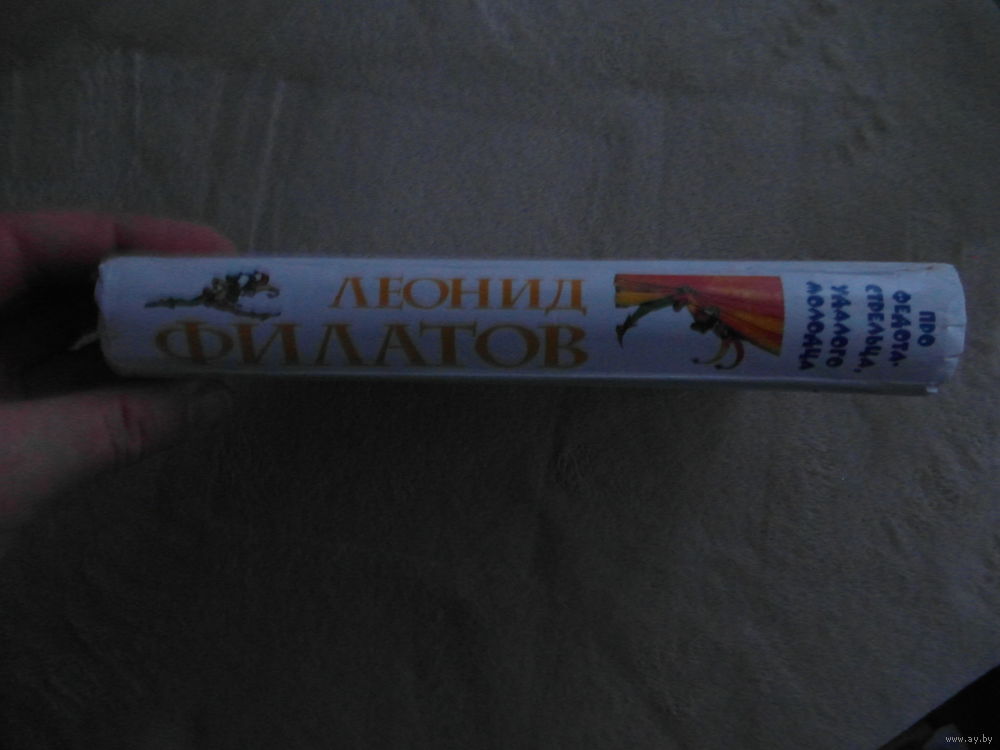 ЛЕОНИД
ФИЛАТОВ
ПРО
ФЕДОТА-
СТРЕЛЬЦА,
УДАЛОГО
МОЛОДЦА
www.ay.by